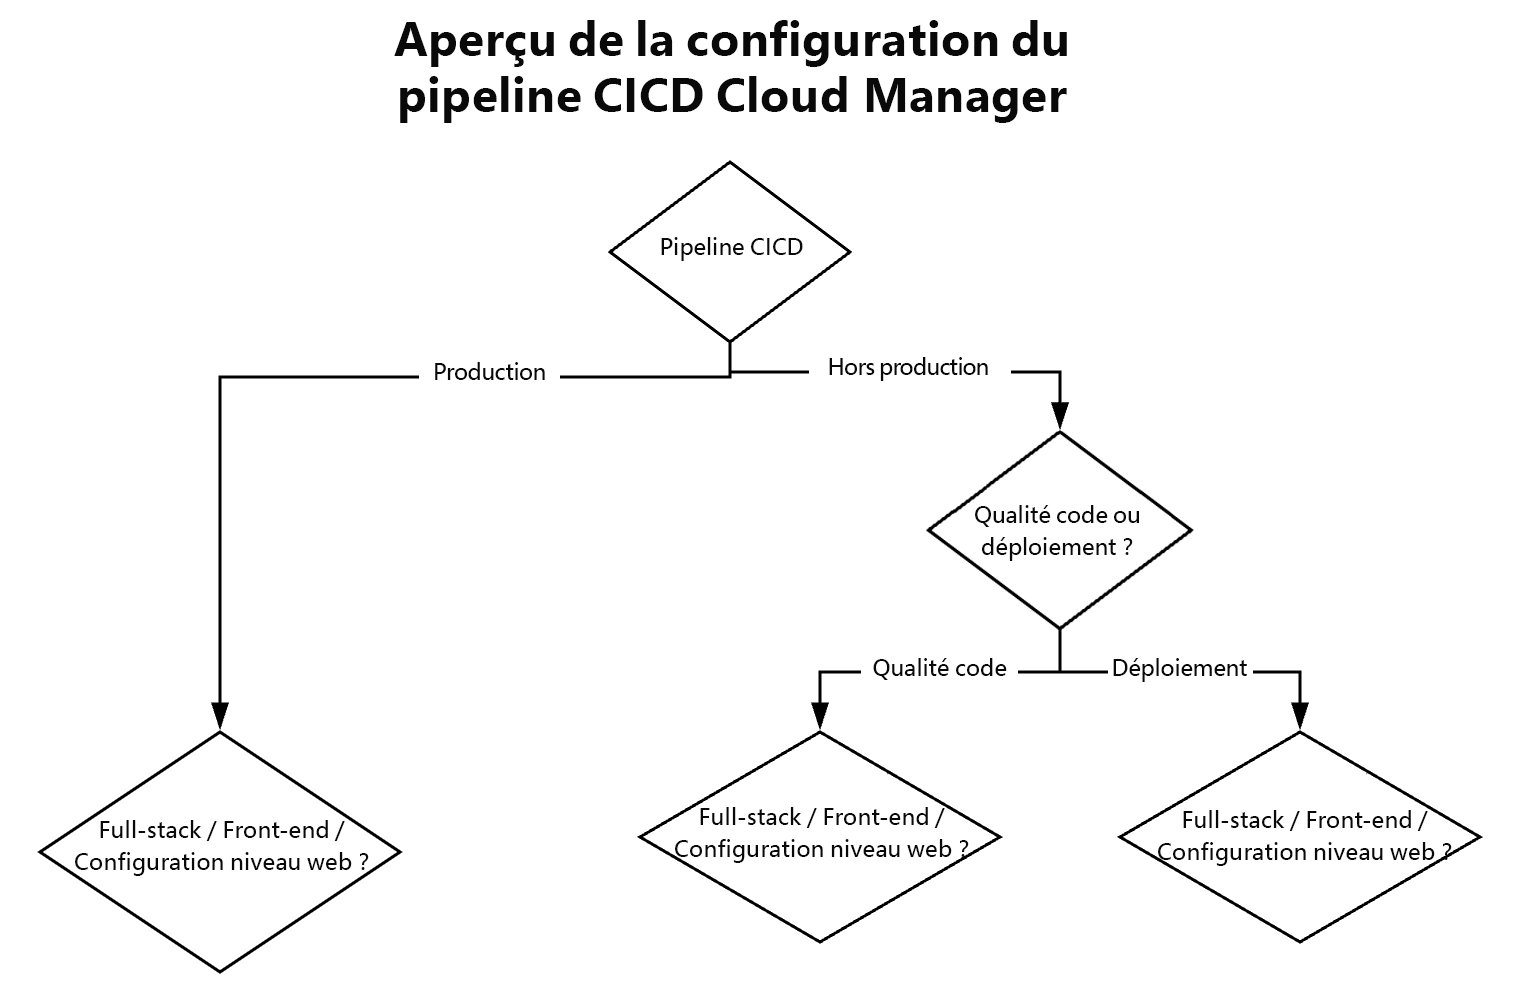 Aperçu de la configuration du
pipeline CICD Cloud Manager
Pipeline CICD
Production
Hors production
Qualité code ou
déploiement ?
Qualité code
Déploiement
Full-stack / Front-end /
Configuration niveau web ?
Full-stack / Front-end /
Configuration niveau web ?
Full-stack / Front-end /
Configuration niveau web ?